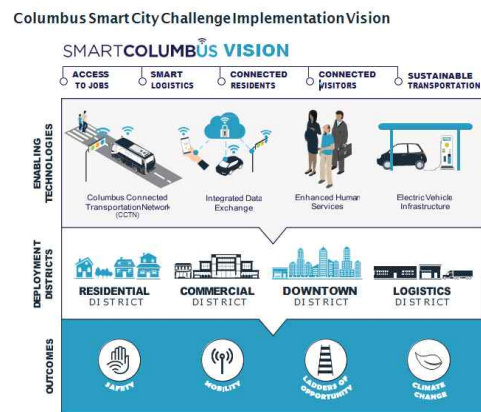 Columbus Smart City Challenge Implementation Vision
SMARTCOLUMBUS VISION
ACCESS
TO JOBS
SMART
LOGISTICS
CONNECTED
RESIDENTS
CONNECTED
VISITORS
SUSTAINABLE
TRANSPORTATION
ENABLING
TECHNOLOGIES
Columbus Connected
Transportation Network
(CCTN)
Integrated Data
Exchange
Enhanced Human
Services
Electric Vehicle
Infrastructure
DEPLOYMENT
DISTRICTS
RESIDENTIAL
DISTRICT
COMMERCIAL
DISTRICT
DOWNTOWN
DISTRICT
LOGISTICS
DISTRICT
OUTCOMES
SAFETY
MOBILITY
LADDERS OF
OPPORTUNITY
CLIMATE
CHANGE